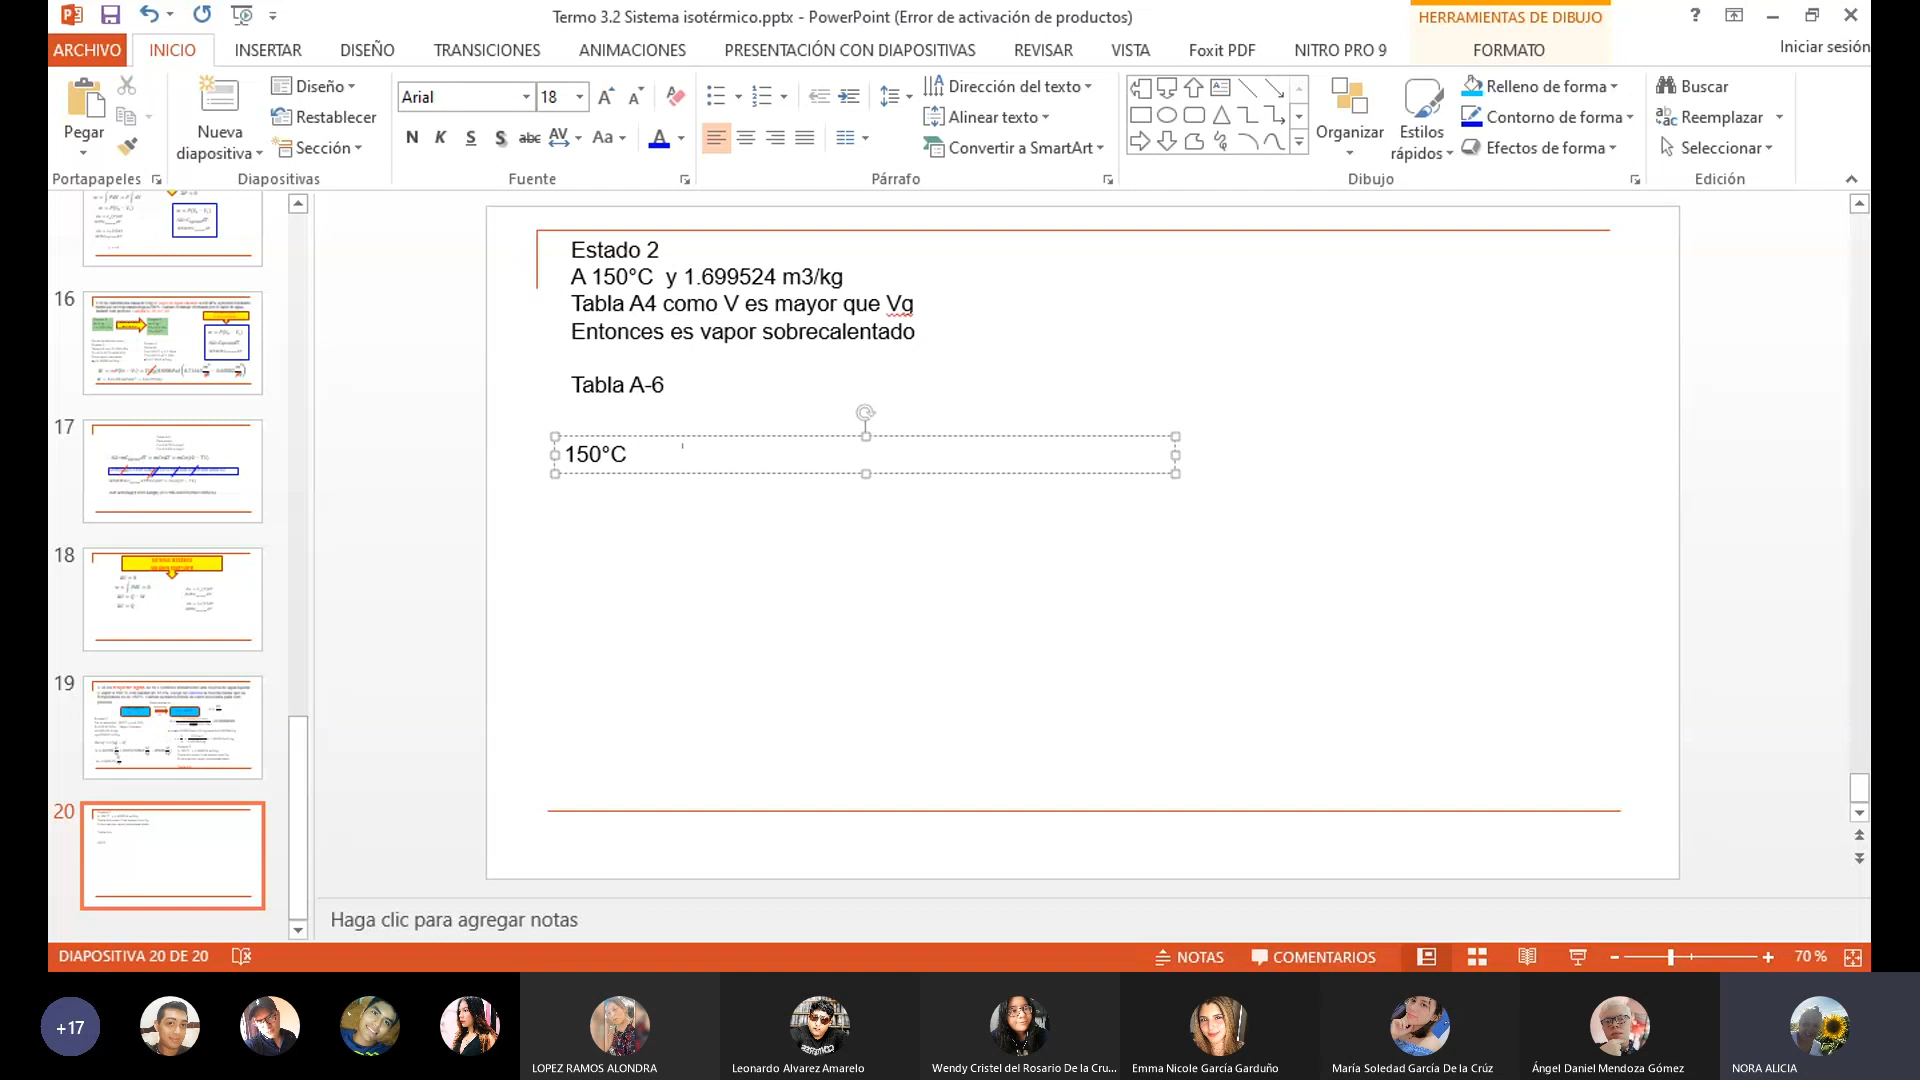 Termo 3.2 Sistema isotérmico.pptx - PowerPoint (Error de activación de productos)
HERRAMIENTAS DE DIBUJO
?
ARCHIVO INICIO INSERTAR DISEÑO TRANSICIONES ANIMACIONES PRESENTACIÓN CON DIAPOSITIVAS REVISAR VISTA Foxit PDF NITRO PRO 9 FORMATO Iniciar sesión
Pegar
Nueva diapositiva
Diseño
Restablecer
Sección
Arial 18
N K S S abc AV Aa A
Dirección del texto
Alinear texto
Convertir a SmartArt
Organizar
Estilos rápidos
Relleno de forma
Contorno de forma
Efectos de forma
Buscar
Reemplazar
Seleccionar
Portapapeles Diapositivas Fuente Párrafo Dibujo Edición
16
17
18
19
20
Estado 2
A 150°C y 1.699524 m3/kg
Tabla A4 como V es mayor que Vg
Entonces es vapor sobrecalentado
Tabla A-6
150°C
Haga clic para agregar notas
DIAPOSITIVA 20 DE 20 NOTAS COMENTARIOS 70 %
+17
LOPEZ RAMOS ALONDRA
Leonardo Alvarez Amarelo
Wendy Cristel del Rosario De la Cru...
Emma Nicole García Garduño
María Soledad García De la Crúz
Ángel Daniel Mendoza Gómez
NORA ALICIA